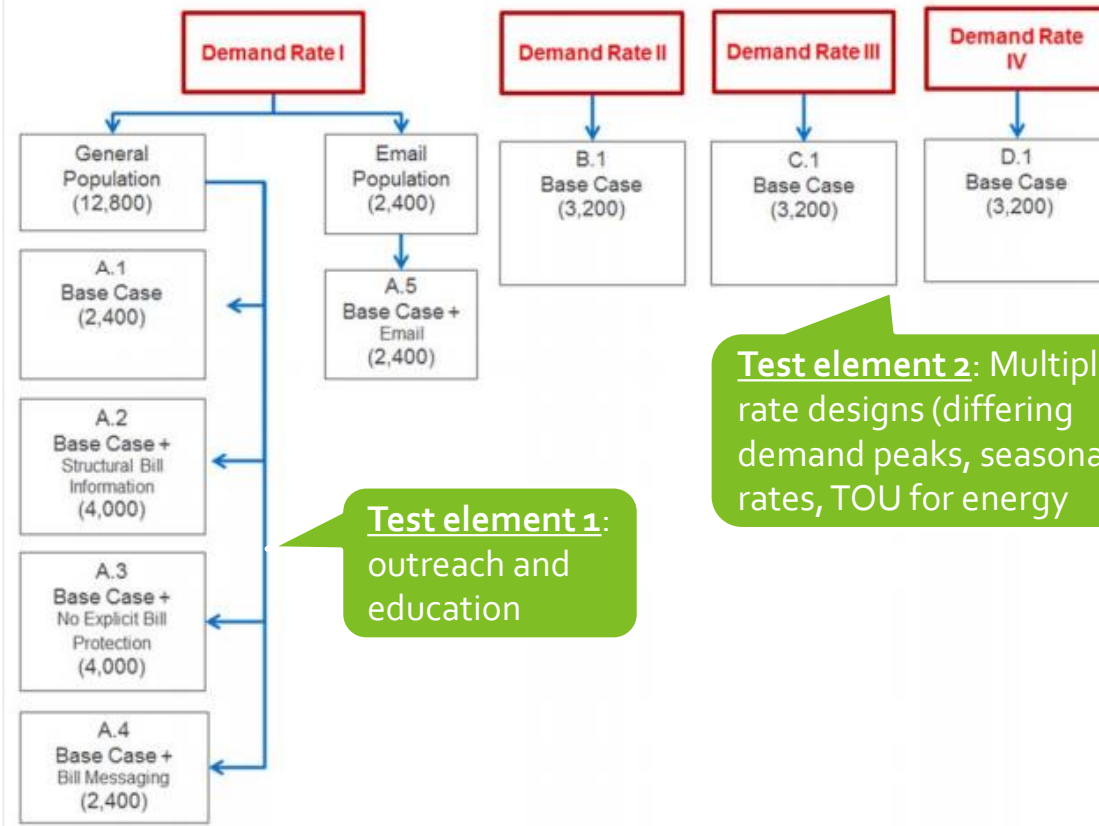 Demand Rate I
Demand Rate II
Demand Rate III
Demand Rate
IV
General
Population
(12,800)
Email
Population
(2,400)
B.1
Base Case
(3,200)
C.1
Base Case
(3,200)
D.1
Base Case
(3,200)
A.1
Base Case
(2,400)
A.5
Base Case +
Email
(2,400)
A.2
Base Case +
Structural Bill
Information
(4,000)
A.3
Base Case +
No Explicit Bill
Protection
(4,000)
A.4
Base Case +
Bill Messaging
(2,400)
Test element 1:
outreach and
education
Test element 2: Multipl
rate designs (differing
demand peaks, seasona
rates, TOU for energy